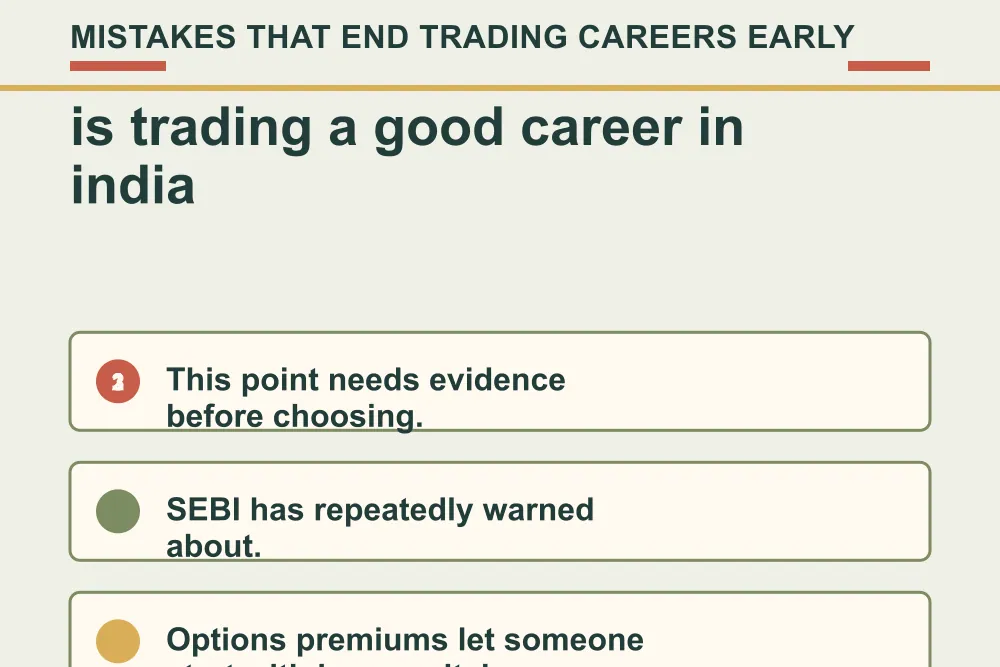 MISTAKES THAT END TRADING CAREERS EARLY
is trading a good career in
india
This point needs evidence
before choosing.
SEBI has repeatedly warned
about.
Options premiums let someone